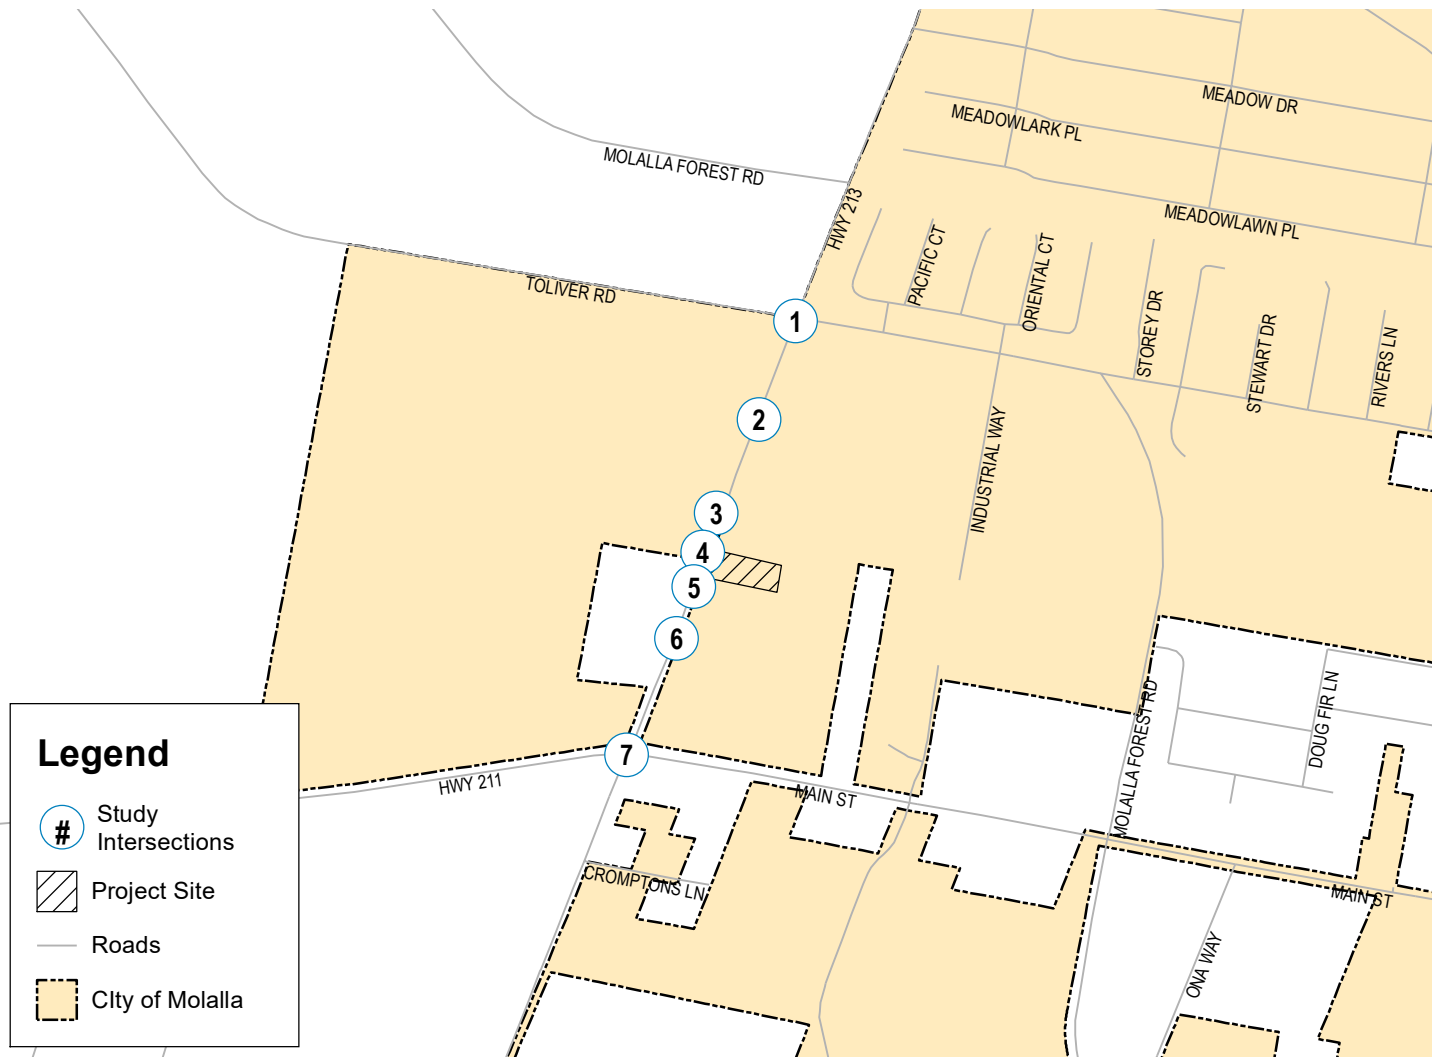 MEADOW DR
MEADOWLARK PL
MOLALLA FOREST RD
HWY 213
MEADOWLAWN PL
PACIFIC CT
ORIENTAL CT
TOLIVER RD
STOREY DR
STEWART DR
RIVERS LN
1
2
INDUSTRIAL WAY
3
4
5
6
7
MOLALLA FOREST RD
DOUG FIR LN
HWY 211
MAIN ST
CROMPTONS LN
MAIN ST
ONA WAY
Legend
#
Study
Intersections
Project Site
Roads
CIty of Molalla